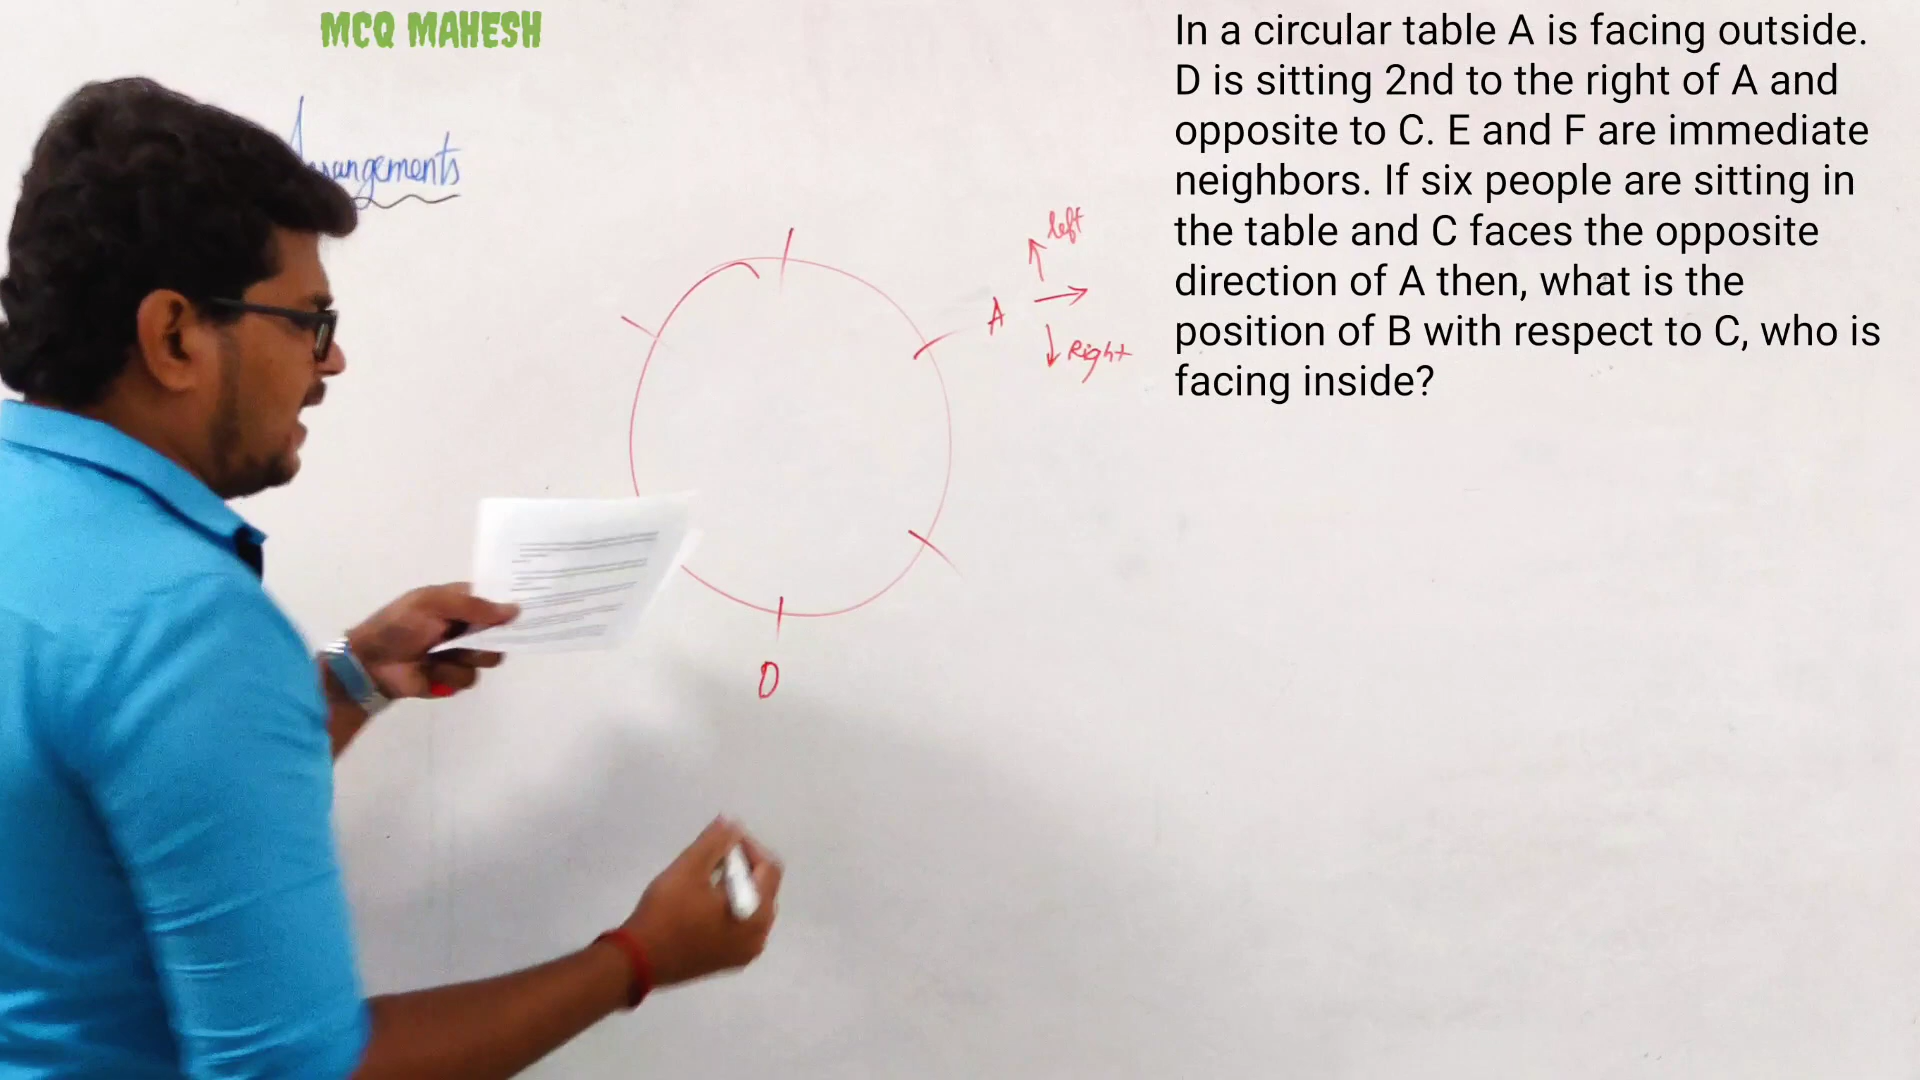 MCQ MAHESH
In a circular table A is facing outside.
D is sitting 2nd to the right of A and
opposite to C. E and F are immediate
neighbors. If six people are sitting in
the table and C faces the opposite
direction of A then, what is the
position of B with respect to C, who is
facing inside?
Arrangements
left
A
Right
D